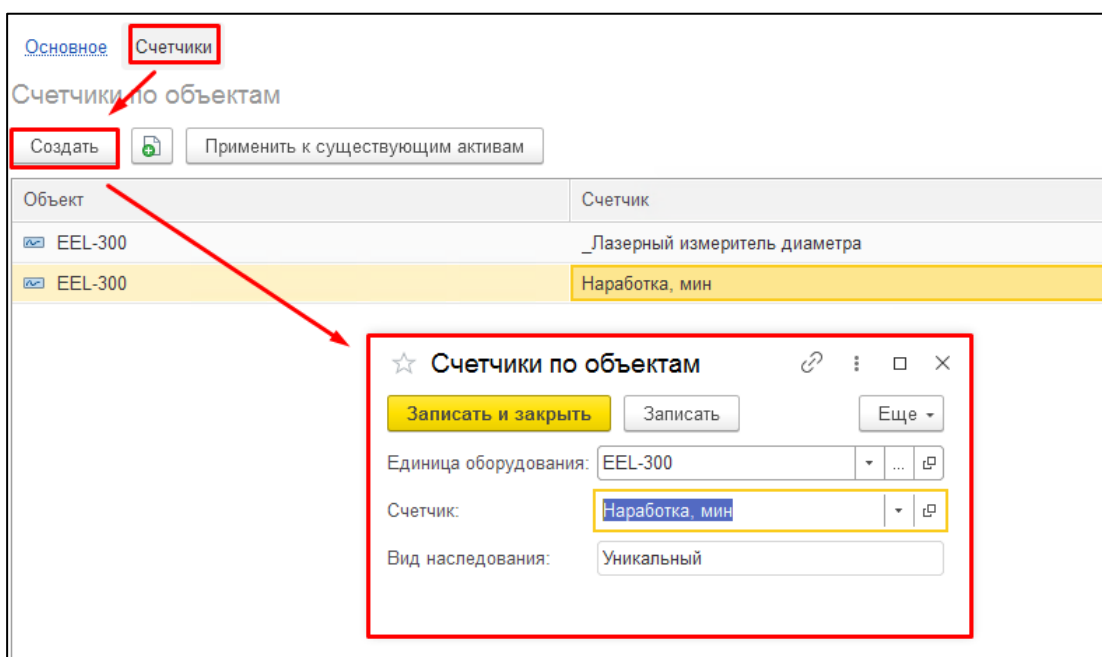 Основное Счетчики
Счетчики по объектам
Создать Применить к существующим активам
Объект Счетчик
EEL-300 _Лазерный измеритель диаметра
EEL-300 Наработка, мин
Счетчики по объектам
Записать и закрыть Записать Еще
Единица оборудования: EEL-300 ...
Счетчик: Наработка, мин
Вид наследования: Уникальный